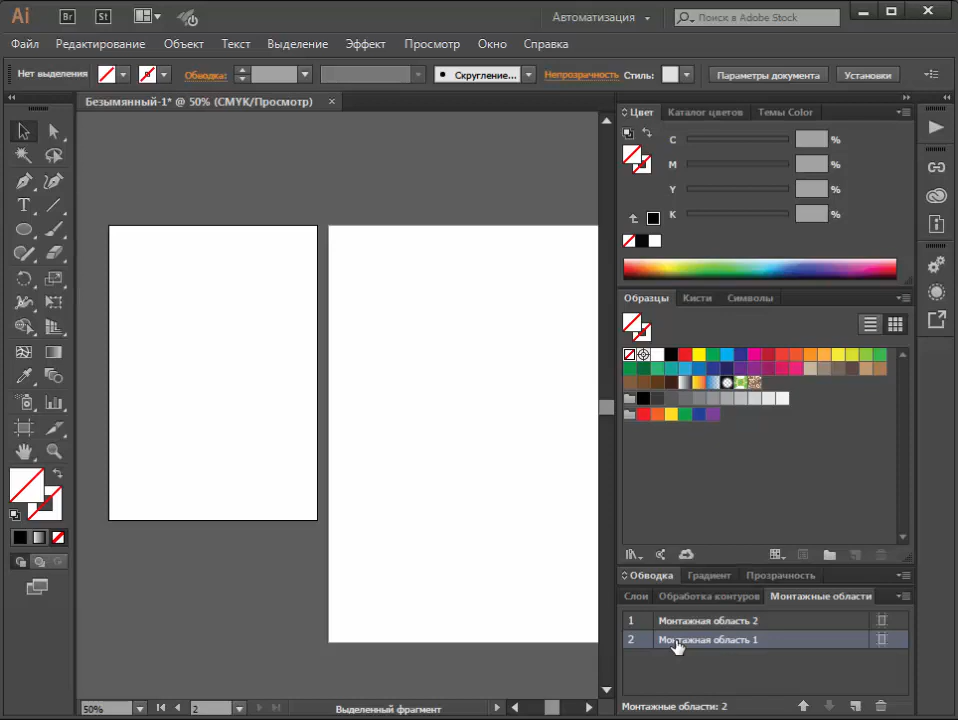 Ai Br St Автоматизация Поиск в Adobe Stock
Файл Редактирование Объект Текст Выделение Эффект Просмотр Окно Справка
Нет выделения Обводка: Скругление... Непрозрачность Стиль: Параметры документа Установки
Безымянный-1* @ 50% (CMYK/Просмотр) ×
Цвет Каталог цветов Темы Color
C %
M %
Y %
K %
Образцы Кисти Символы
Обводка Градиент Прозрачность
Слои Обработка контуров Монтажные области
1 Монтажная область 2
2 Монтажная область 1
Монтажные области: 2
50% 2 Выделенный фрагмент